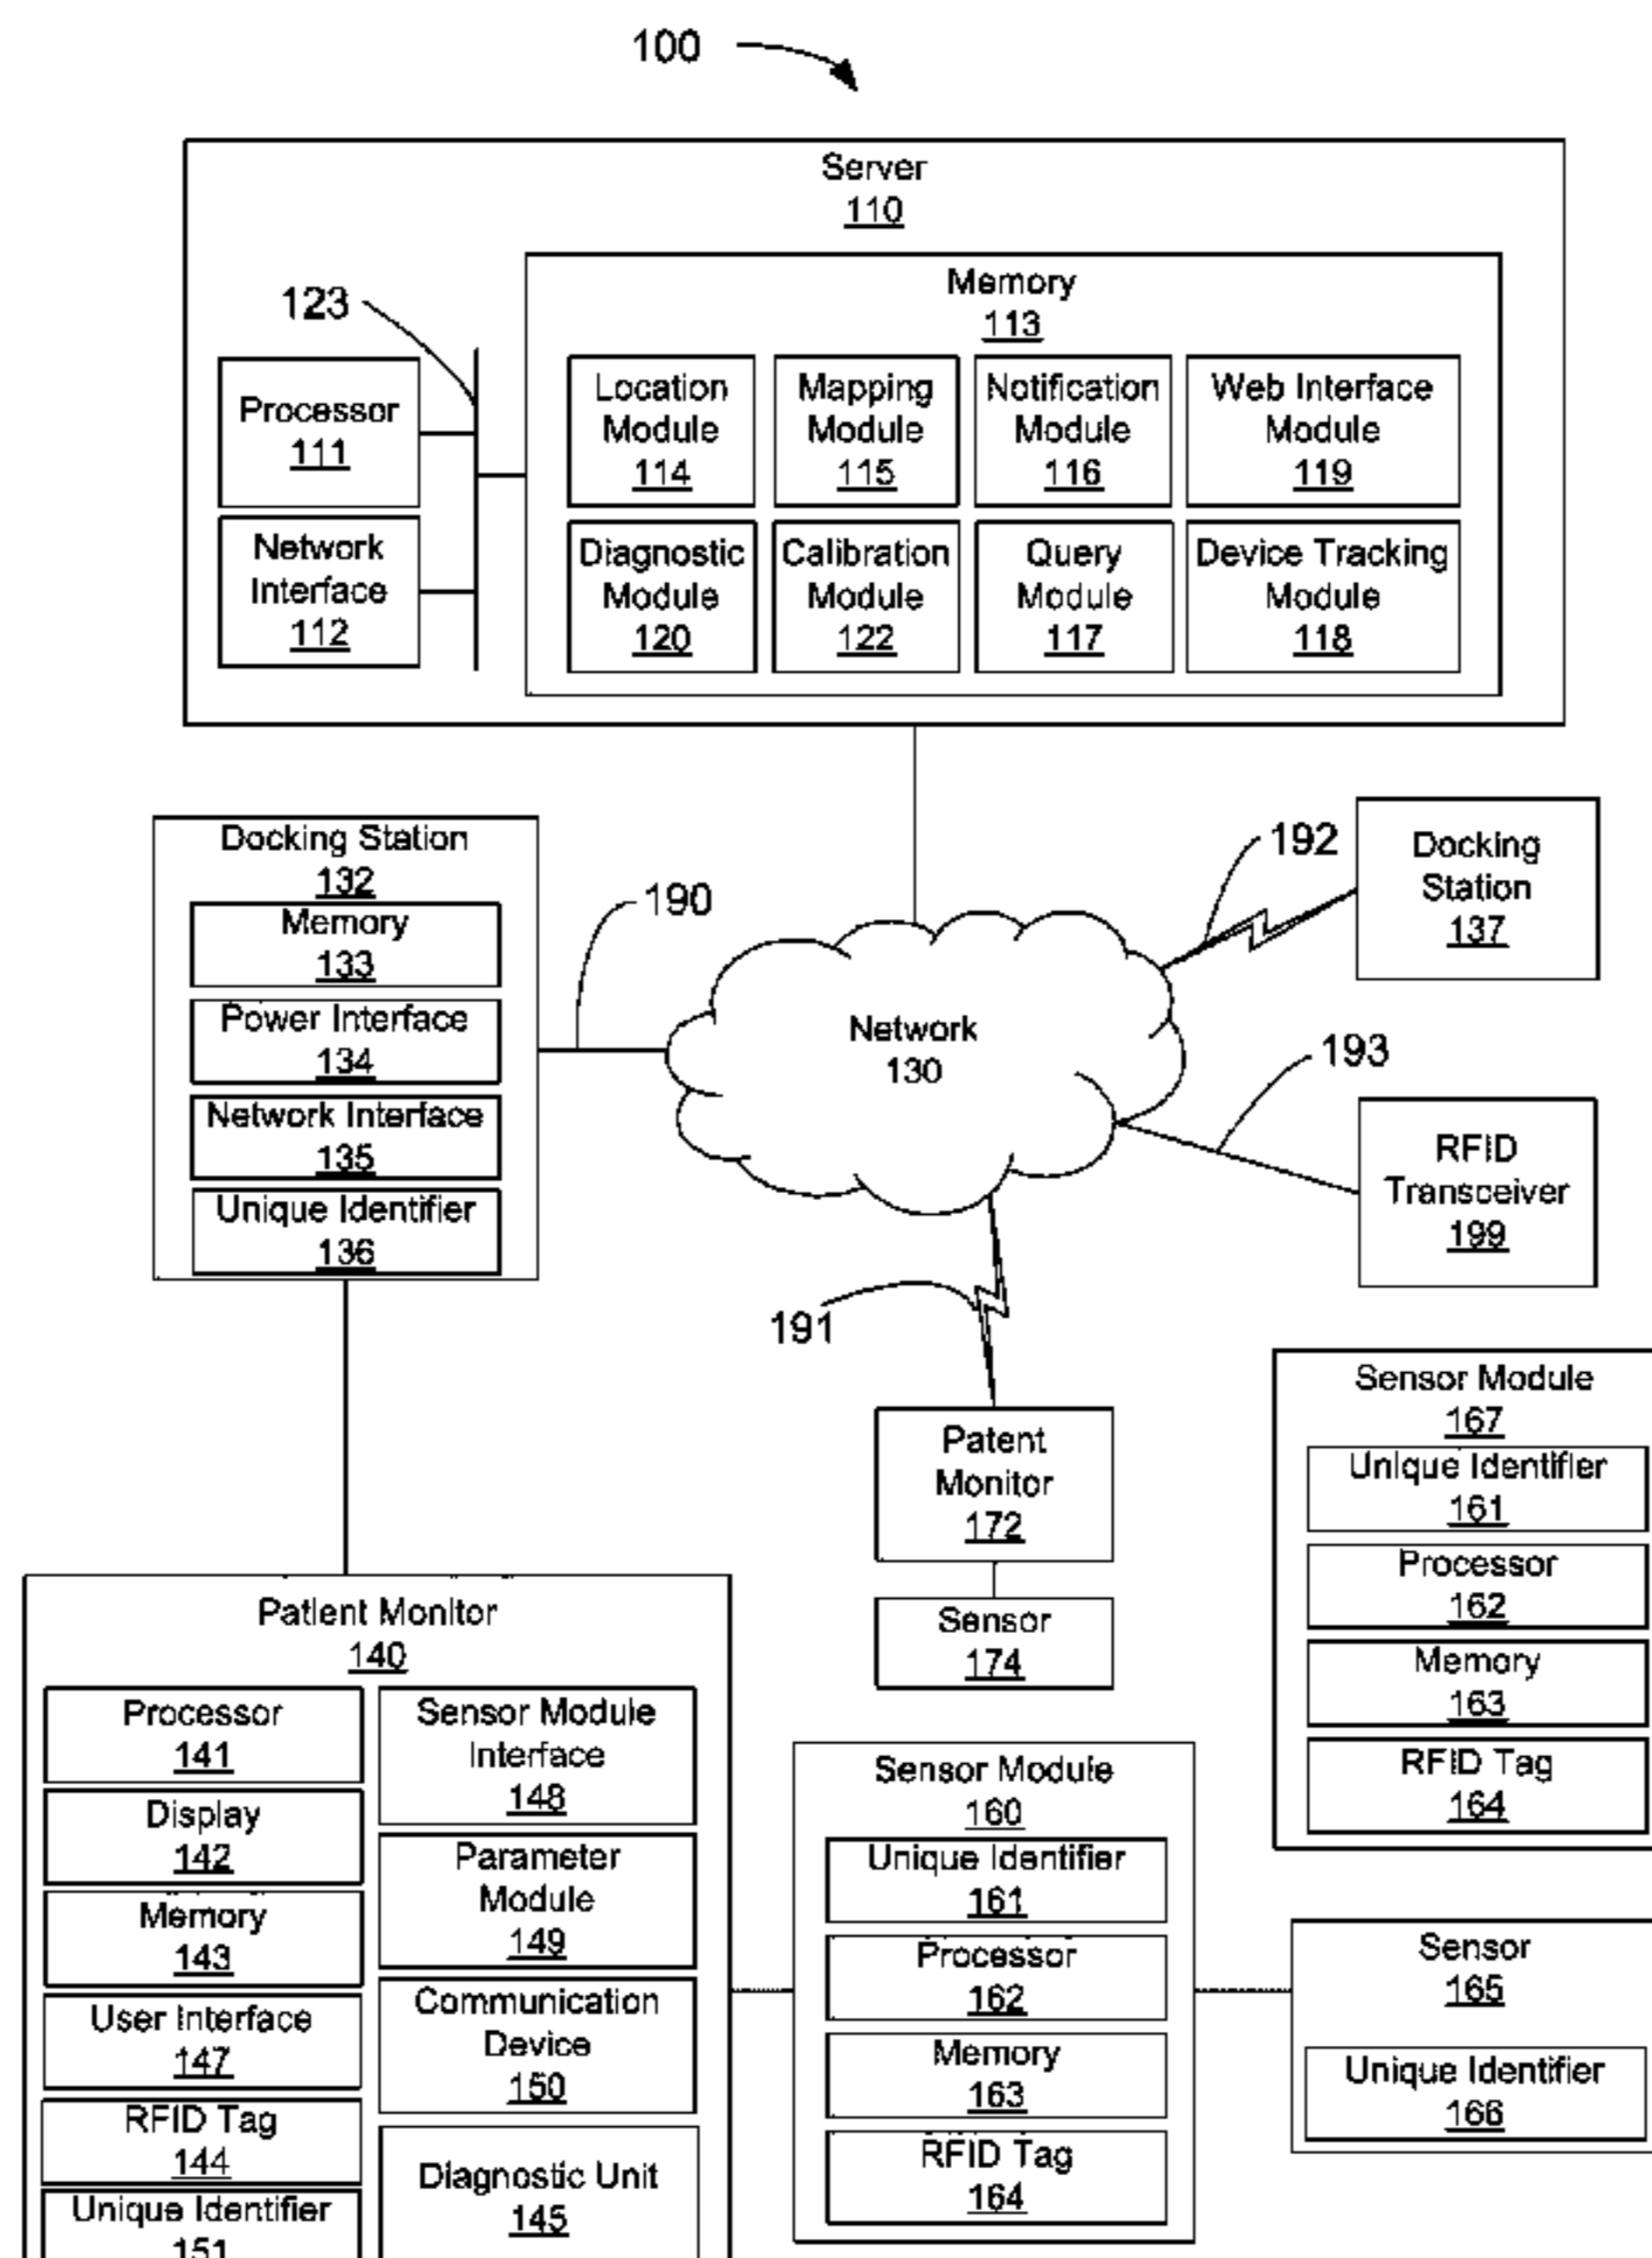 100
Server
110
Memory
113
123
Processor
111
Network
Interface
112
Location
Module
114
Mapping
Module
115
Notification
Module
116
Web Interface
Module
119
Diagnostic
Module
120
Calibration
Module
122
Query
Module
117
Device Tracking
Module
118
Docking Station
132
Memory
133
Power Interface
134
Network Interface
135
Unique Identifier
136
190
Network
130
192
Docking
Station
137
193
RFID
Transceiver
199
191
Patent
Monitor
172
Sensor
174
Sensor Module
167
Unique Identifier
161
Processor
162
Memory
163
RFID Tag
164
Patient Monitor
140
Processor
141
Display
142
Memory
143
User Interface
147
RFID Tag
144
Unique Identifier
151
Sensor Module
Interface
148
Parameter
Module
149
Communication
Device
150
Diagnostic Unit
145
Sensor Module
160
Unique Identifier
161
Processor
162
Memory
163
RFID Tag
164
Sensor
165
Unique Identifier
166